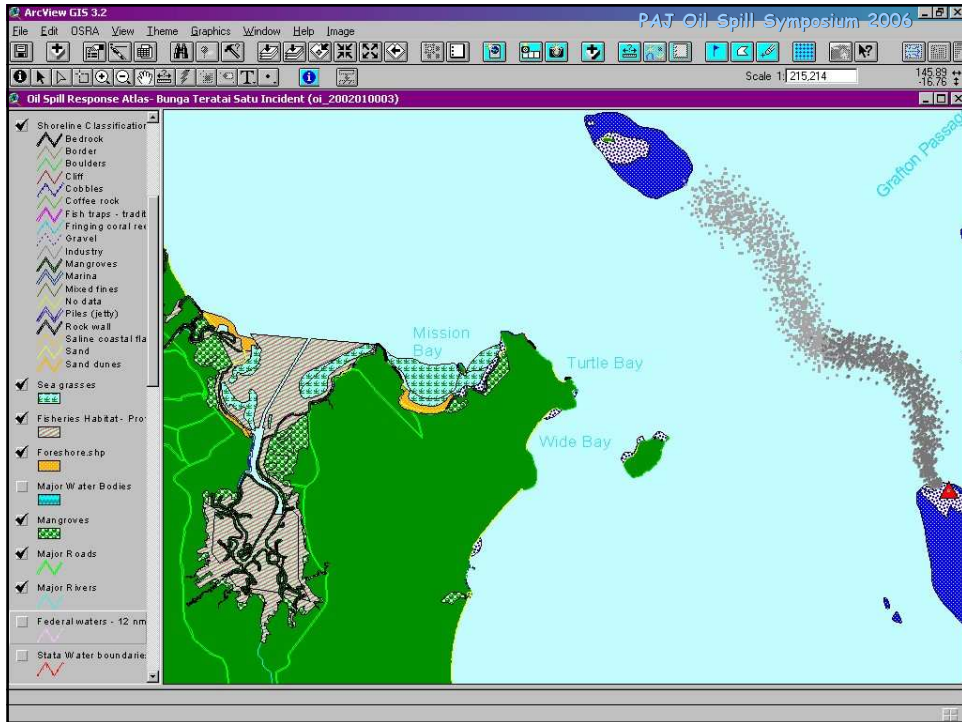 ArcView GIS 3.2
PAJ Oil Spill Symposium 2006
File Edit OSRA View Theme Graphics Window Help Image
Scale 1: 215,214
145.89
-16.76
Oil Spill Response Atlas- Bunga Teratai Satu Incident (oi_2002010003)
Shoreline Classification
Bedrock
Border
Boulders
Cliff
Cobbles
Coffee rock
Fish traps - tradit
Fringing coral ree
Gravel
Industry
Mangroves
Marina
Mixed fines
No data
Piles (jetty)
Rock wall
Saline coastal fla
Sand
Sand dunes
Sea grasses
Fisheries Habitat- Pro
Foreshore.shp
Major Water Bodies
Mangroves
Major Roads
Major Rivers
Federal waters - 12 nm
Stata Water boundarie
Grafton Passag
Mission
Bay
Turtle Bay
Wide Bay